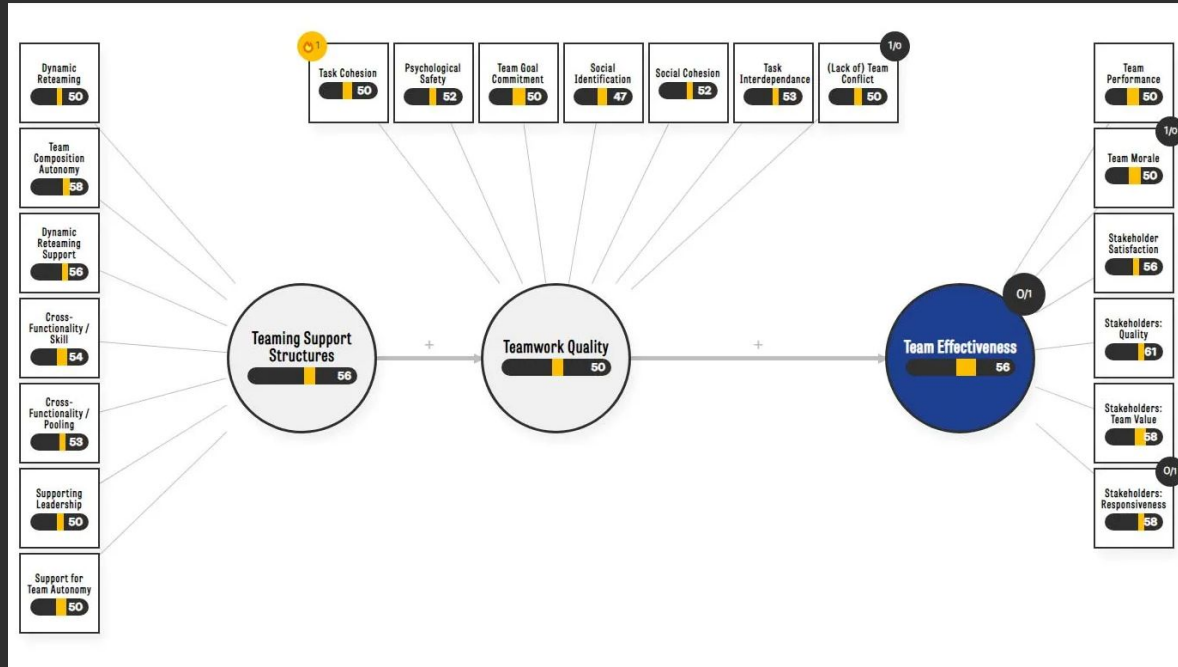 Dynamic
Reteaming
50
Team
Composition
Autonomy
58
Dynamic
Reteaming
Support
56
Cross-
Functionality /
Skill
54
Cross-
Functionality /
Pooling
53
Supporting
Leadership
50
Support for
Team Autonomy
50
1
Task Cohesion
50
Psychological
Safety
52
Team Goal
Commitment
50
Social
Identification
47
Social Cohesion
52
Task
Interdependance
53
1/0
(Lack of) Team
Conflict
50
Teaming Support
Structures
56
+
Teamwork Quality
50
+
0/1
Team Effectiveness
56
Team
Performance
50
1/0
Team Morale
50
Stakeholder
Satisfaction
56
Stakeholders:
Quality
61
Stakeholders:
Team Value
58
0/1
Stakeholders:
Responsiveness
58